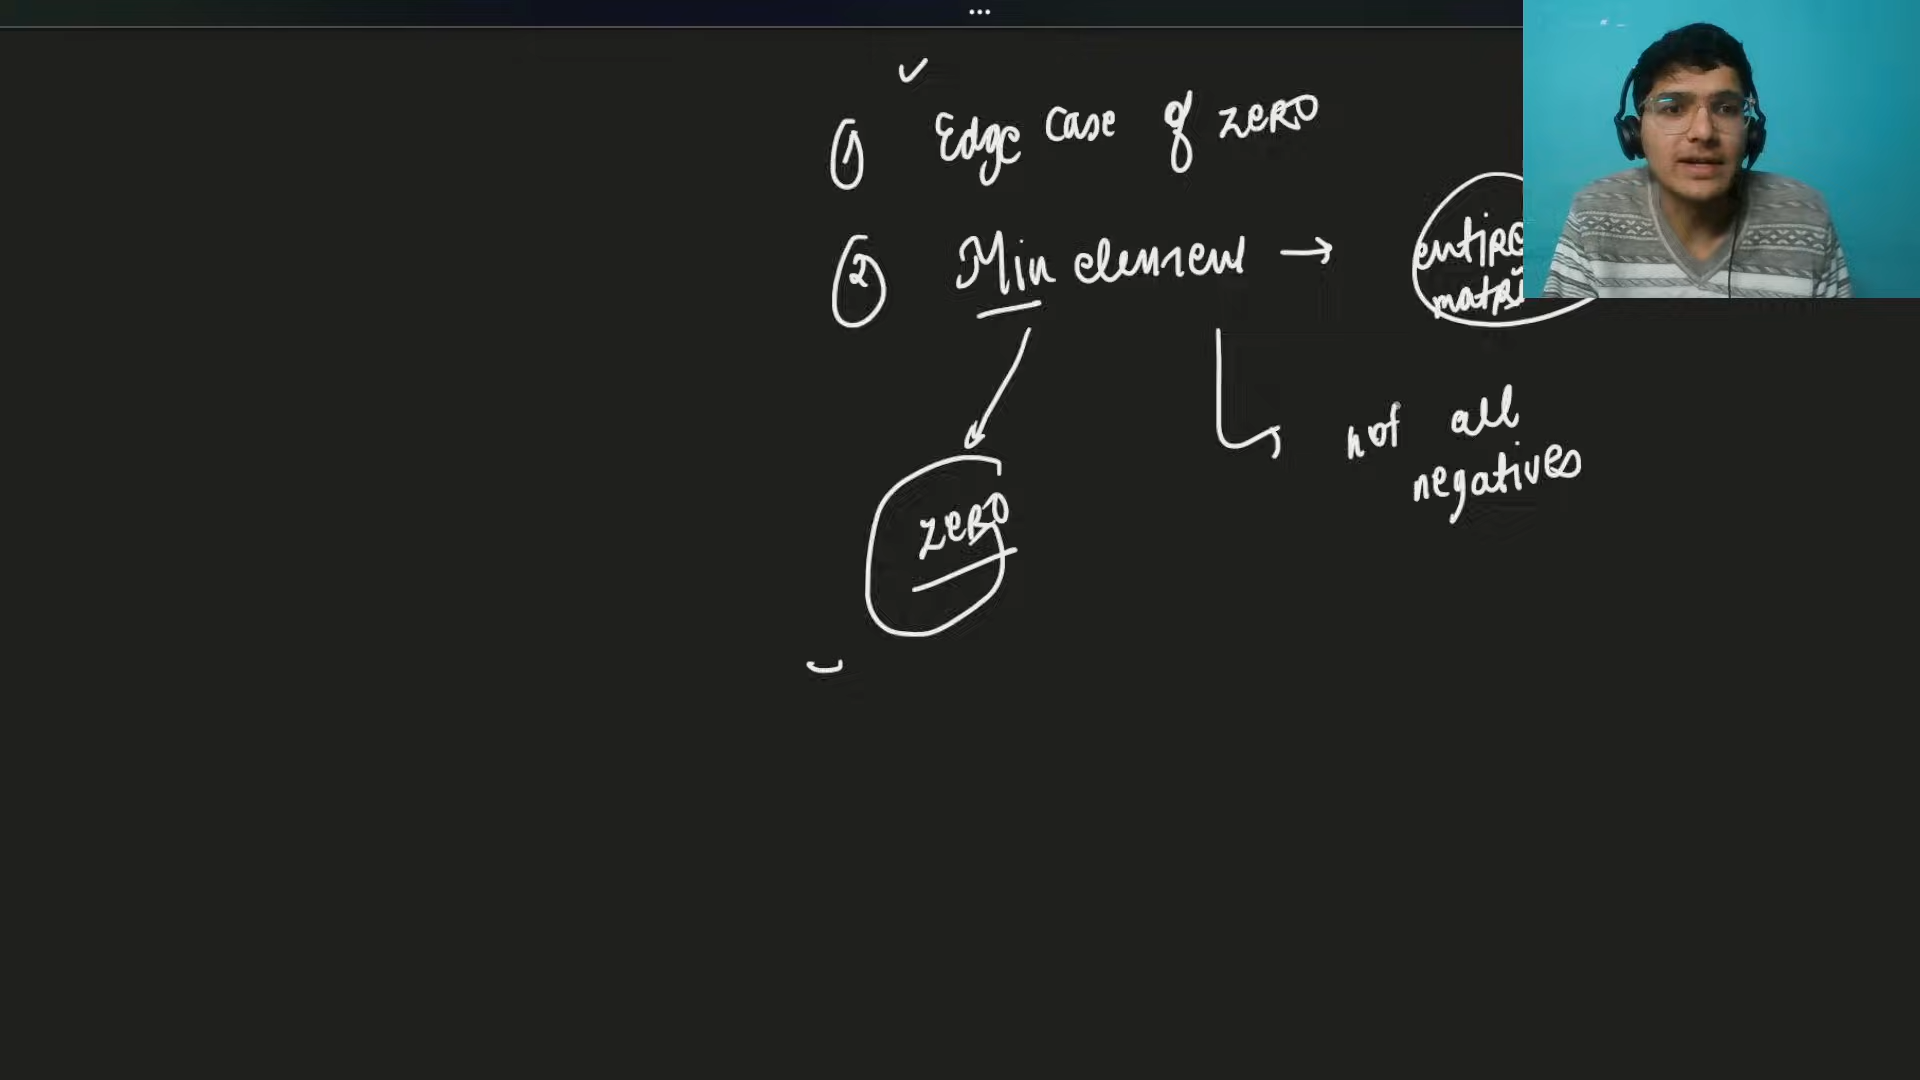 ...
① Edge case of zero
② Min element → entire
zero
not all
negatives